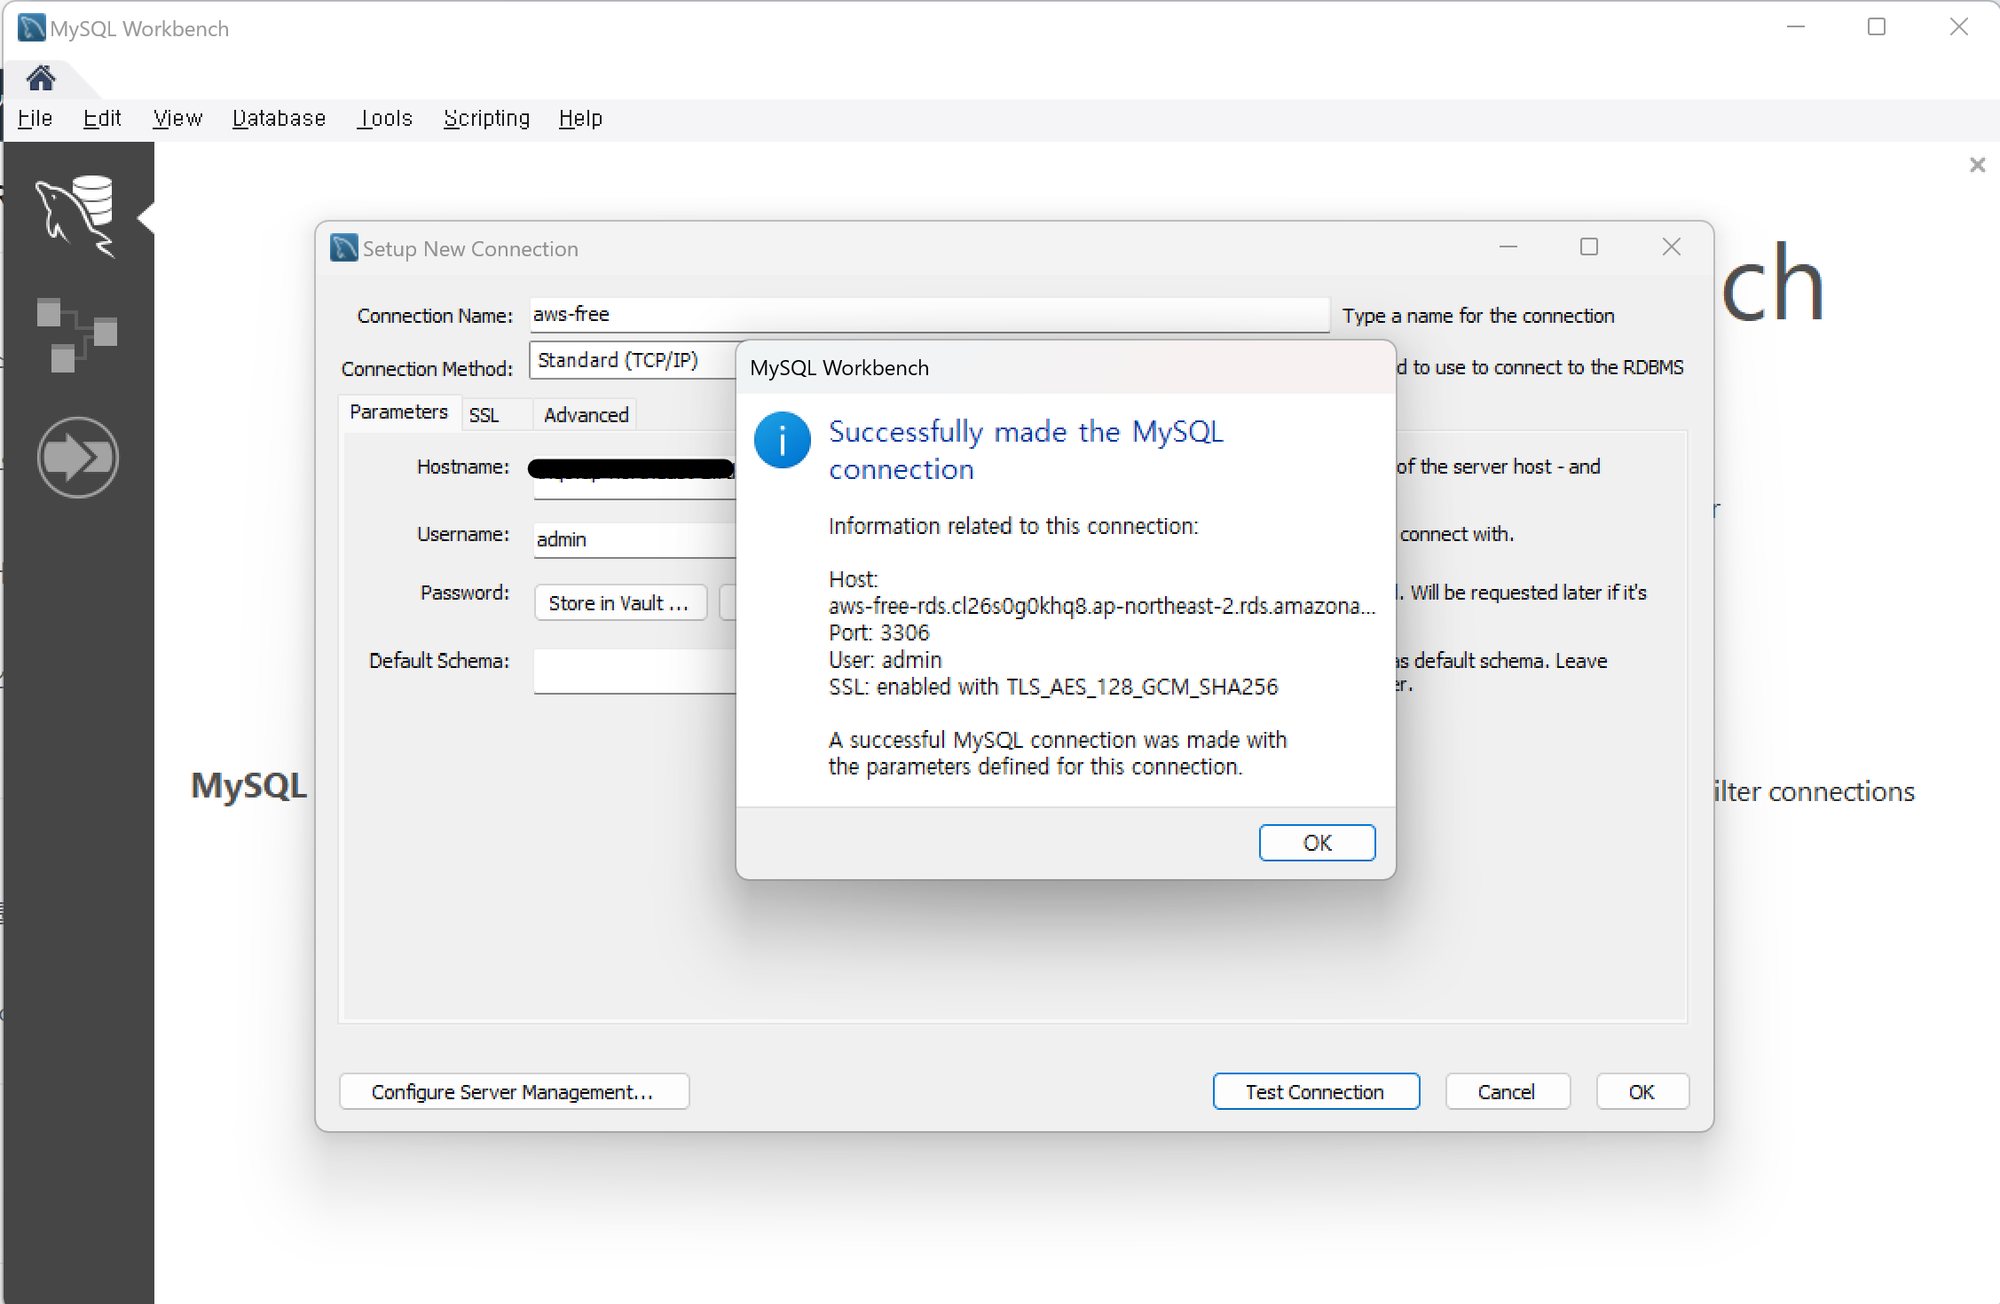 MySQL Workbench
File Edit View Database Tools Scripting Help
ch
Setup New Connection
Connection Name: aws-free Type a name for the connection
Connection Method: Standard (TCP/IP) d to use to connect to the RDBMS
Parameters SSL Advanced
Hostname: of the server host - and
Username: admin connect with.
Password: Store in Vault ... Will be requested later if it's
Default Schema: as default schema. Leave
er.
MySQL Workbench
Successfully made the MySQL
connection
Information related to this connection:
Host:
aws-free-rds.cl26s0g0khq8.ap-northeast-2.rds.amazona...
Port: 3306
User: admin
SSL: enabled with TLS_AES_128_GCM_SHA256
A successful MySQL connection was made with
the parameters defined for this connection.
OK
MySQL ilter connections
Configure Server Management... Test Connection Cancel OK